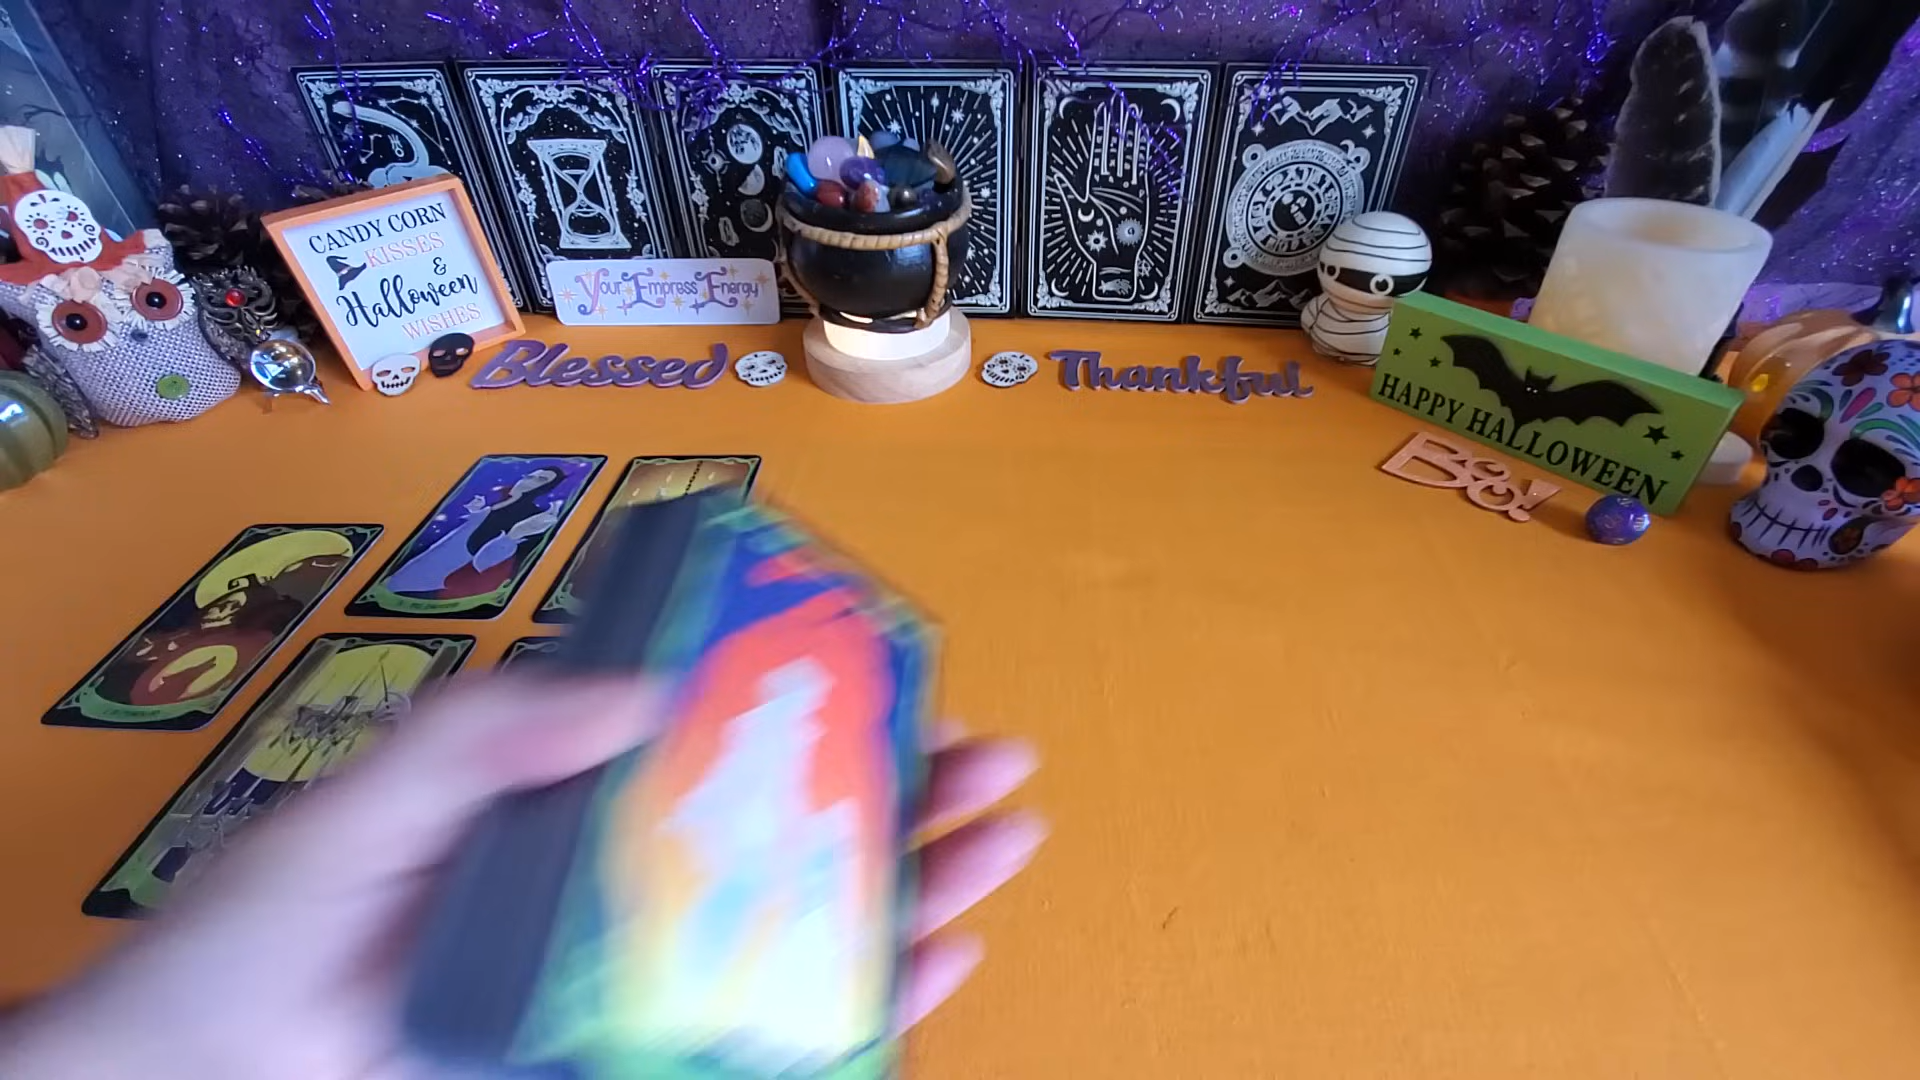 CANDY CORN
KISSES
&
Halloween
WISHES
Your Empress Energy
Blessed
Thankful
HAPPY HALLOWEEN
BOO!